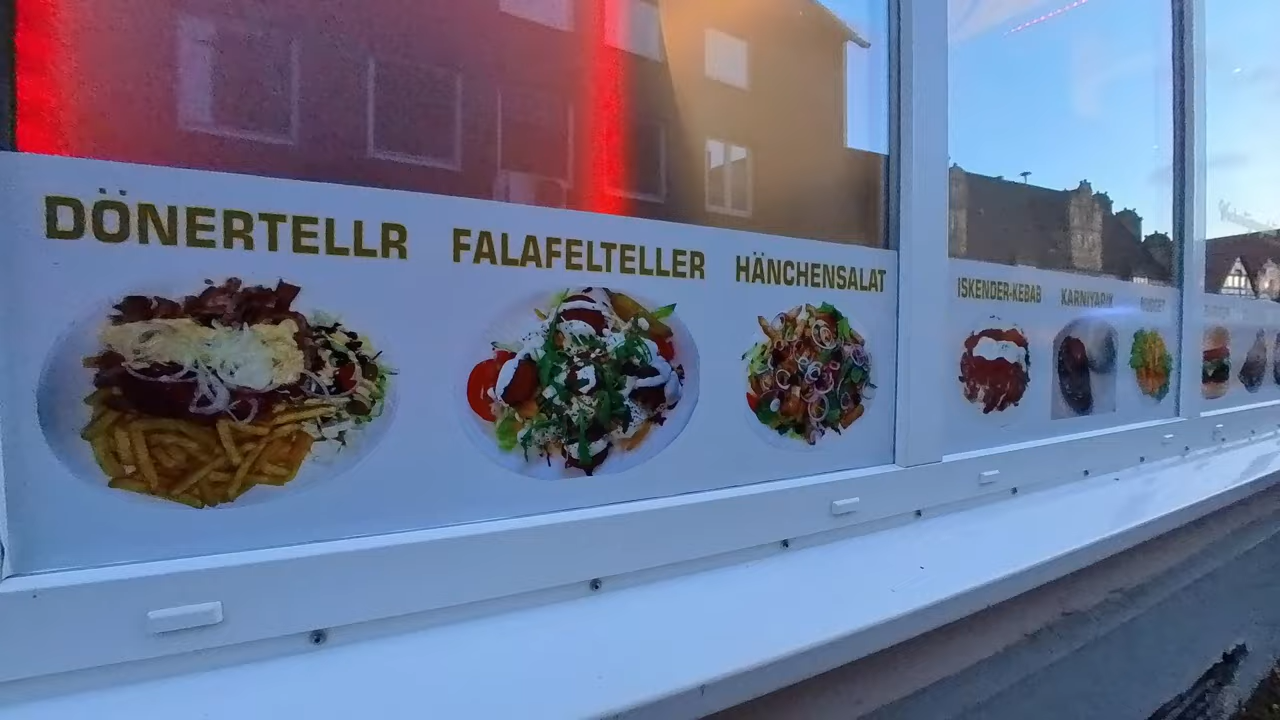 DÖNERTELLR
FALAFELTELLER
HÄNCHENSALAT
ISKENDER-KEBAB
KARNIYARIK